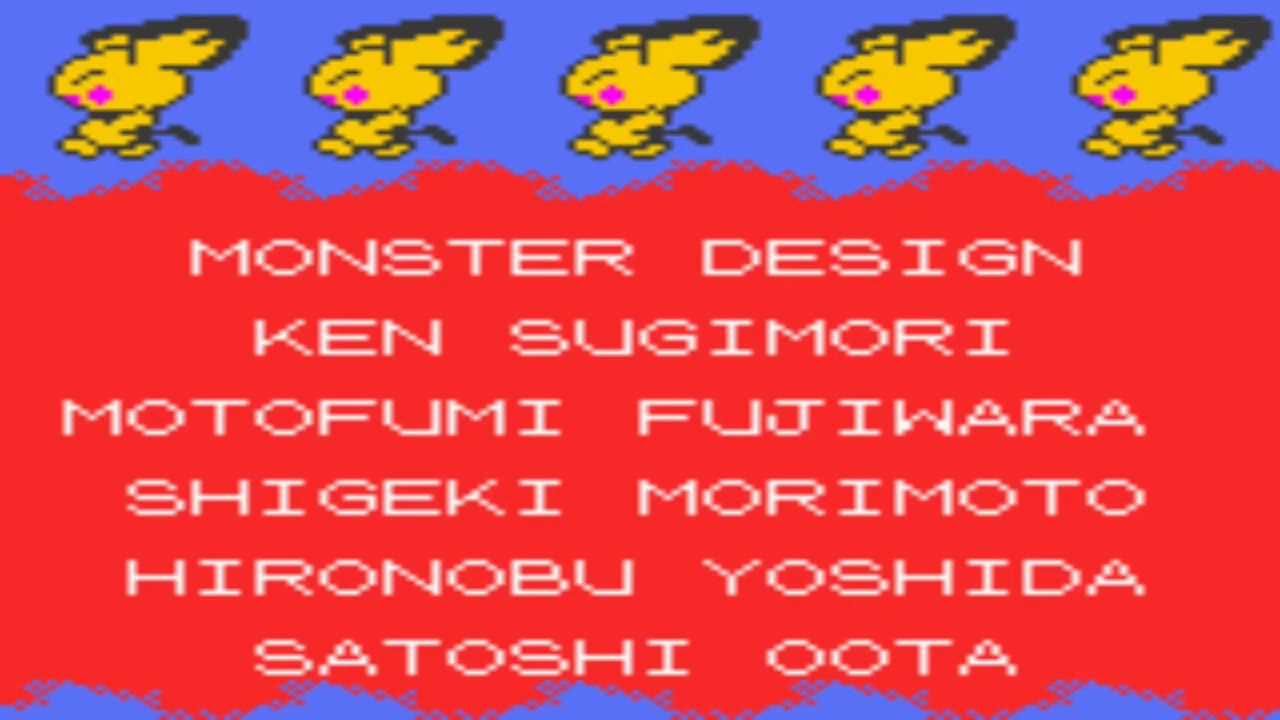 MONSTER DESIGN
KEN SUGIMORI
MOTOFUMI FUJIWARA
SHIGEKI MORIMOTO
HIRONOBU YOSHIDA
SATOSHI OOTA